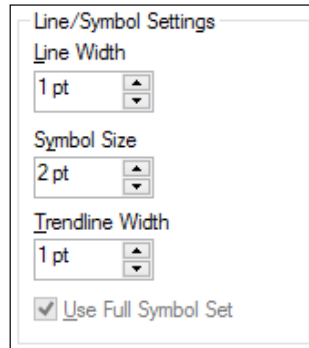 Line/Symbol Settings
Line Width
1 pt
Symbol Size
2 pt
Trendline Width
1 pt
Use Full Symbol Set